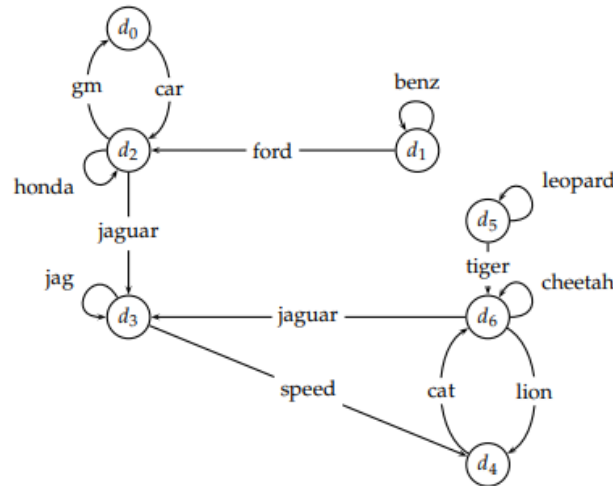 d0
benz
gm car
d2 ford d1
honda
leopard
d5
jaguar
tiger
jag cheetah
d3 jaguar d6
speed cat lion
d4